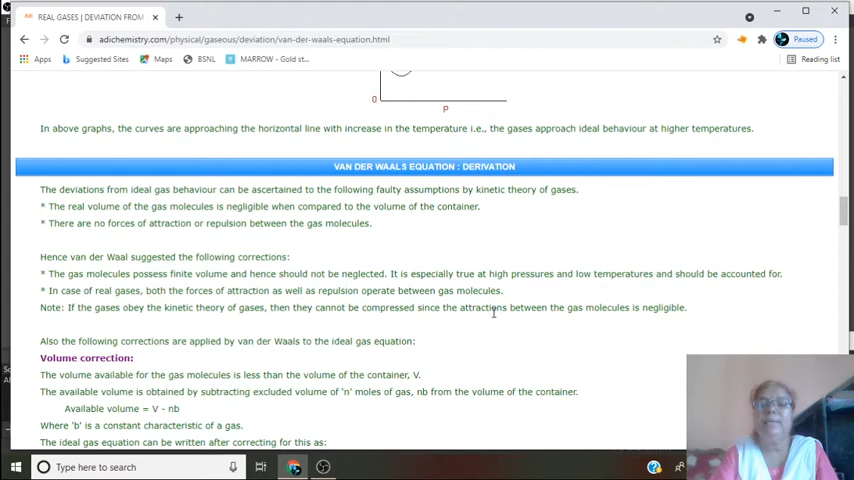 REAL GASES | DEVIATION FROM
adichemistry.com/physical/gaseous/deviation/van-der-waals-equation.html
Paused
Apps
Suggested Sites
Maps
BSNL
MARROW - Gold st...
Reading list
0
P
In above graphs, the curves are approaching the horizontal line with increase in the temperature i.e., the gases approach ideal behaviour at higher temperatures.
VAN DER WAALS EQUATION : DERIVATION
The deviations from ideal gas behaviour can be ascertained to the following faulty assumptions by kinetic theory of gases.
* The real volume of the gas molecules is negligible when compared to the volume of the container.
* There are no forces of attraction or repulsion between the gas molecules.
Hence van der Waal suggested the following corrections:
* The gas molecules possess finite volume and hence should not be neglected. It is especially true at high pressures and low temperatures and should be accounted for.
* In case of real gases, both the forces of attraction as well as repulsion operate between gas molecules.
Note: If the gases obey the kinetic theory of gases, then they cannot be compressed since the attractions between the gas molecules is negligible.
Also the following corrections are applied by van der Waals to the ideal gas equation:
Volume correction:
The volume available for the gas molecules is less than the volume of the container, V.
The available volume is obtained by subtracting excluded volume of 'n' moles of gas, nb from the volume of the container.
Available volume = V - nb
Where 'b' is a constant characteristic of a gas.
The ideal gas equation can be written after correcting for this as:
Type here to search